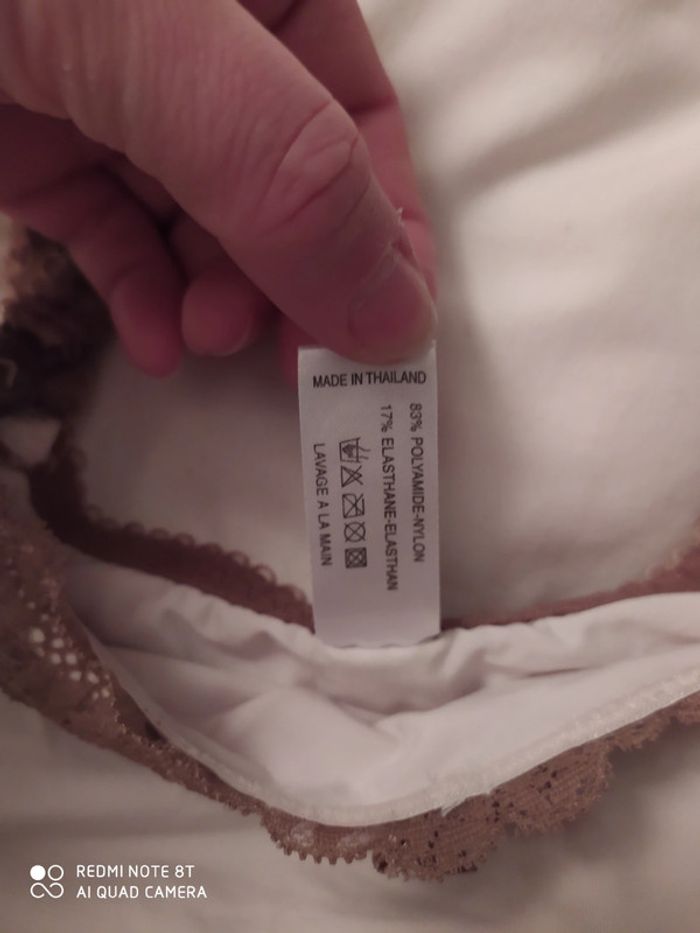 MADE IN THAILAND
83% POLYAMIDE-NYLON
17% ELASTHANE-ELASTHAN
LAVAGE A LA MAIN
REDMI NOTE 8T
AI QUAD CAMERA